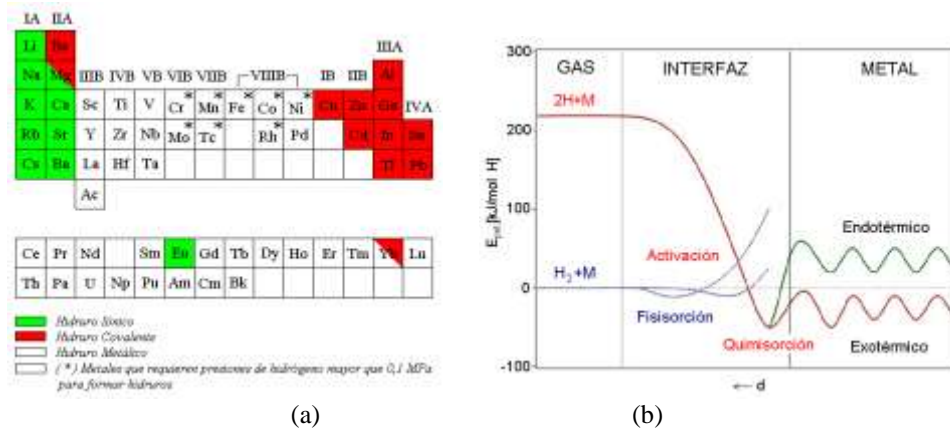 IA IIA
Li Be IIIA
Na Mg IIIB IVB VB VIB VIIB VIIIB IB IIB Al
K Ca Sc Ti V Cr* Mn* Fe* Co* Ni* Cu Zn Ga IVA
Rb Sr Y Zr Nb Mo* Tc* Rh* Pd Cd In Sn
Cs Ba La Hf Ta Tl Pb
Ac
Ce Pr Nd Sm Eu Gd Tb Dy Ho Er Tm Yb Lu
Th Pa U Np Pu Am Cm Bk
Hidruro Iónico
Hidruro Covalente
Hidruro Metálico
(*) Metales que requieren presiones de hidrógeno mayor que 0,1 MPa
para formar hidruros
(a)
300
GAS INTERFAZ METAL
2H+M
200
E pot. [kJ/mol H]
100
Endotérmico
Activación
H₂+M
0
Fisisorción
Quimisorción
Exotérmico
-100
← d
(b)